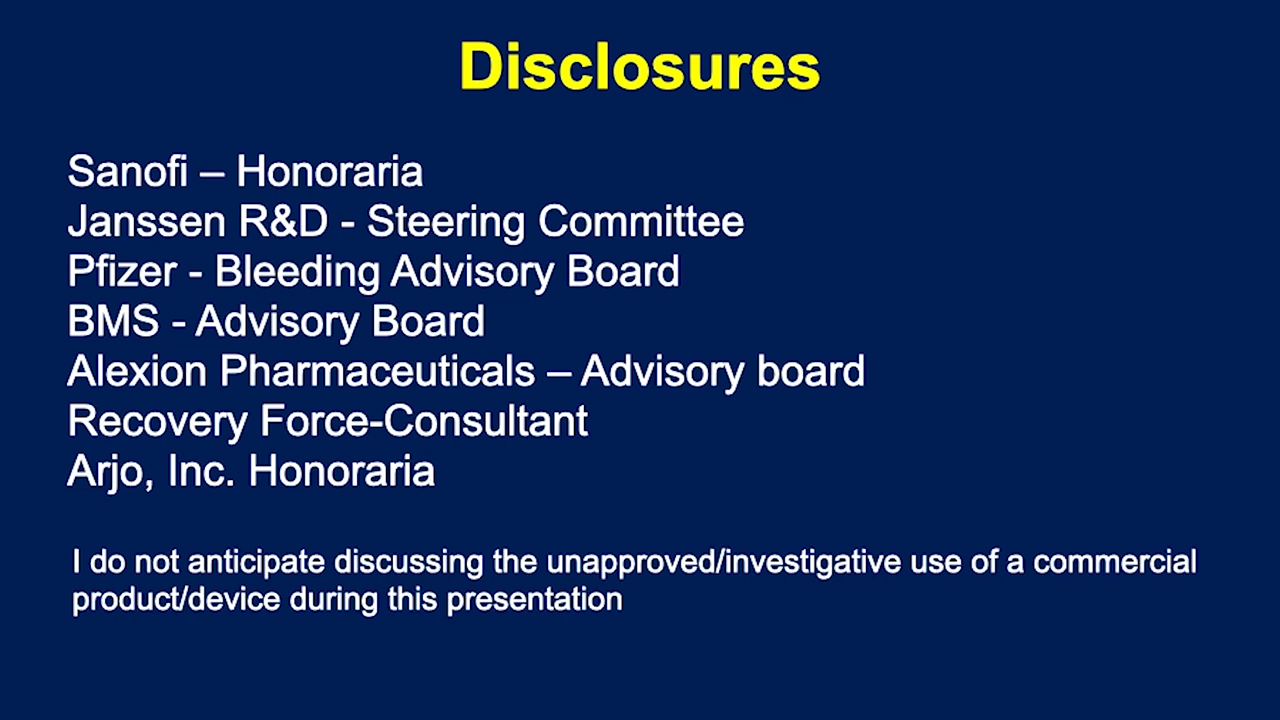 Disclosures
Sanofi – Honoraria
Janssen R&D - Steering Committee
Pfizer - Bleeding Advisory Board
BMS - Advisory Board
Alexion Pharmaceuticals – Advisory board
Recovery Force-Consultant
Arjo, Inc. Honoraria
I do not anticipate discussing the unapproved/investigative use of a commercial
product/device during this presentation